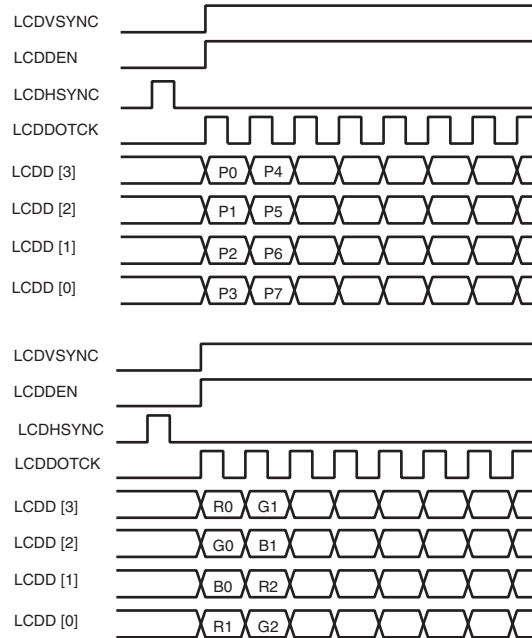 LCDVSYNC
LCDDEN
LCDHSYNC
LCDDOTCK
LCDD [3] P0 P4
LCDD [2] P1 P5
LCDD [1] P2 P6
LCDD [0] P3 P7
LCDVSYNC
LCDDEN
LCDHSYNC
LCDDOTCK
LCDD [3] R0 G1
LCDD [2] G0 B1
LCDD [1] B0 R2
LCDD [0] R1 G2